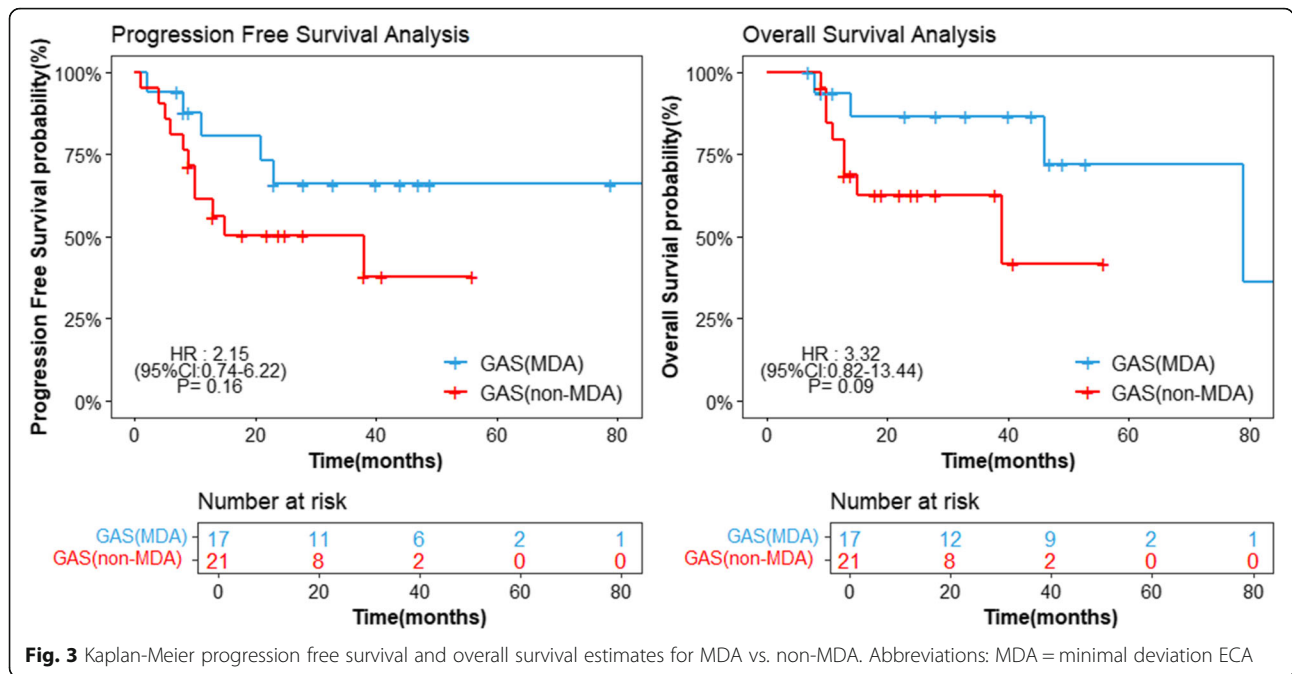 Progression Free Survival Analysis
Progression Free Survival probability(%)
100%
75%
50%
25%
0%
HR : 2.15
(95%CI:0.74-6.22)
P= 0.16
GAS(MDA)
GAS(non-MDA)
0 20 40 60 80
Time(months)
Number at risk
GAS(MDA) 17 11 6 2 1
GAS(non-MDA) 21 8 2 0 0
0 20 40 60 80
Time(months)
Overall Survival Analysis
Overall Survial probability(%)
100%
75%
50%
25%
0%
HR : 3.32
(95%CI:0.82-13.44)
P= 0.09
GAS(MDA)
GAS(non-MDA)
0 20 40 60 80
Time(months)
Number at risk
GAS(MDA) 17 12 9 2 1
GAS(non-MDA) 21 8 2 0 0
0 20 40 60 80
Time(months)
Fig. 3 Kaplan-Meier progression free survival and overall survival estimates for MDA vs. non-MDA. Abbreviations: MDA = minimal deviation ECA